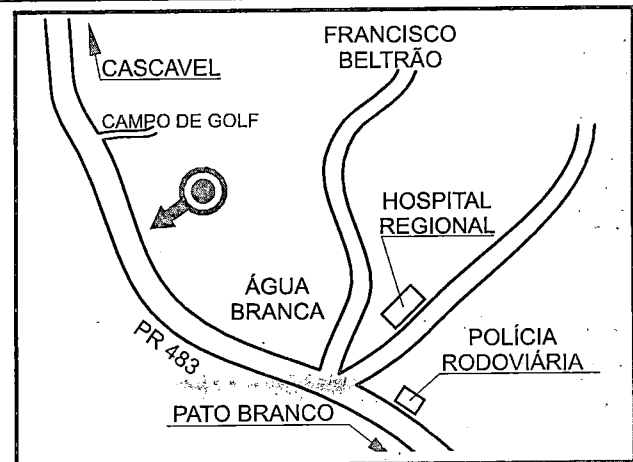 FRANCISCO
BELTRÃO
CASCAVEL
CAMPO DE GOLF
HOSPITAL
REGIONAL
ÁGUA
BRANCA
PR 483
POLÍCIA
RODOVIÁRIA
PATO BRANCO